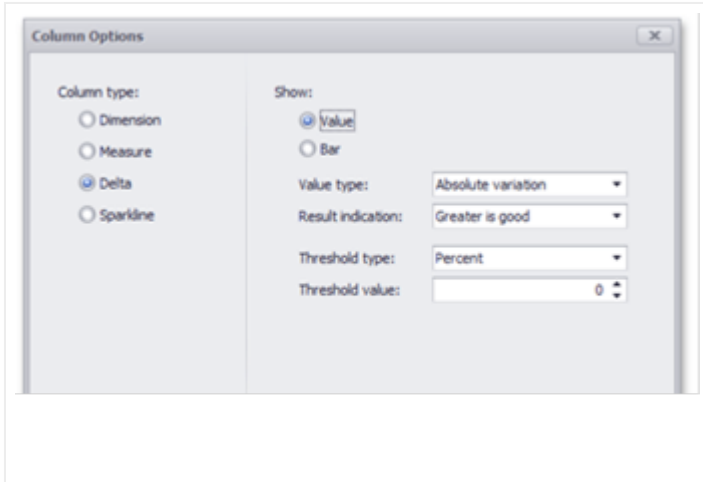 Column Options
Column type:
Dimension
Measure
Delta
Sparkline
Show:
Value
Bar
Value type: Absolute variation
Result indication: Greater is good
Threshold type: Percent
Threshold value: 0